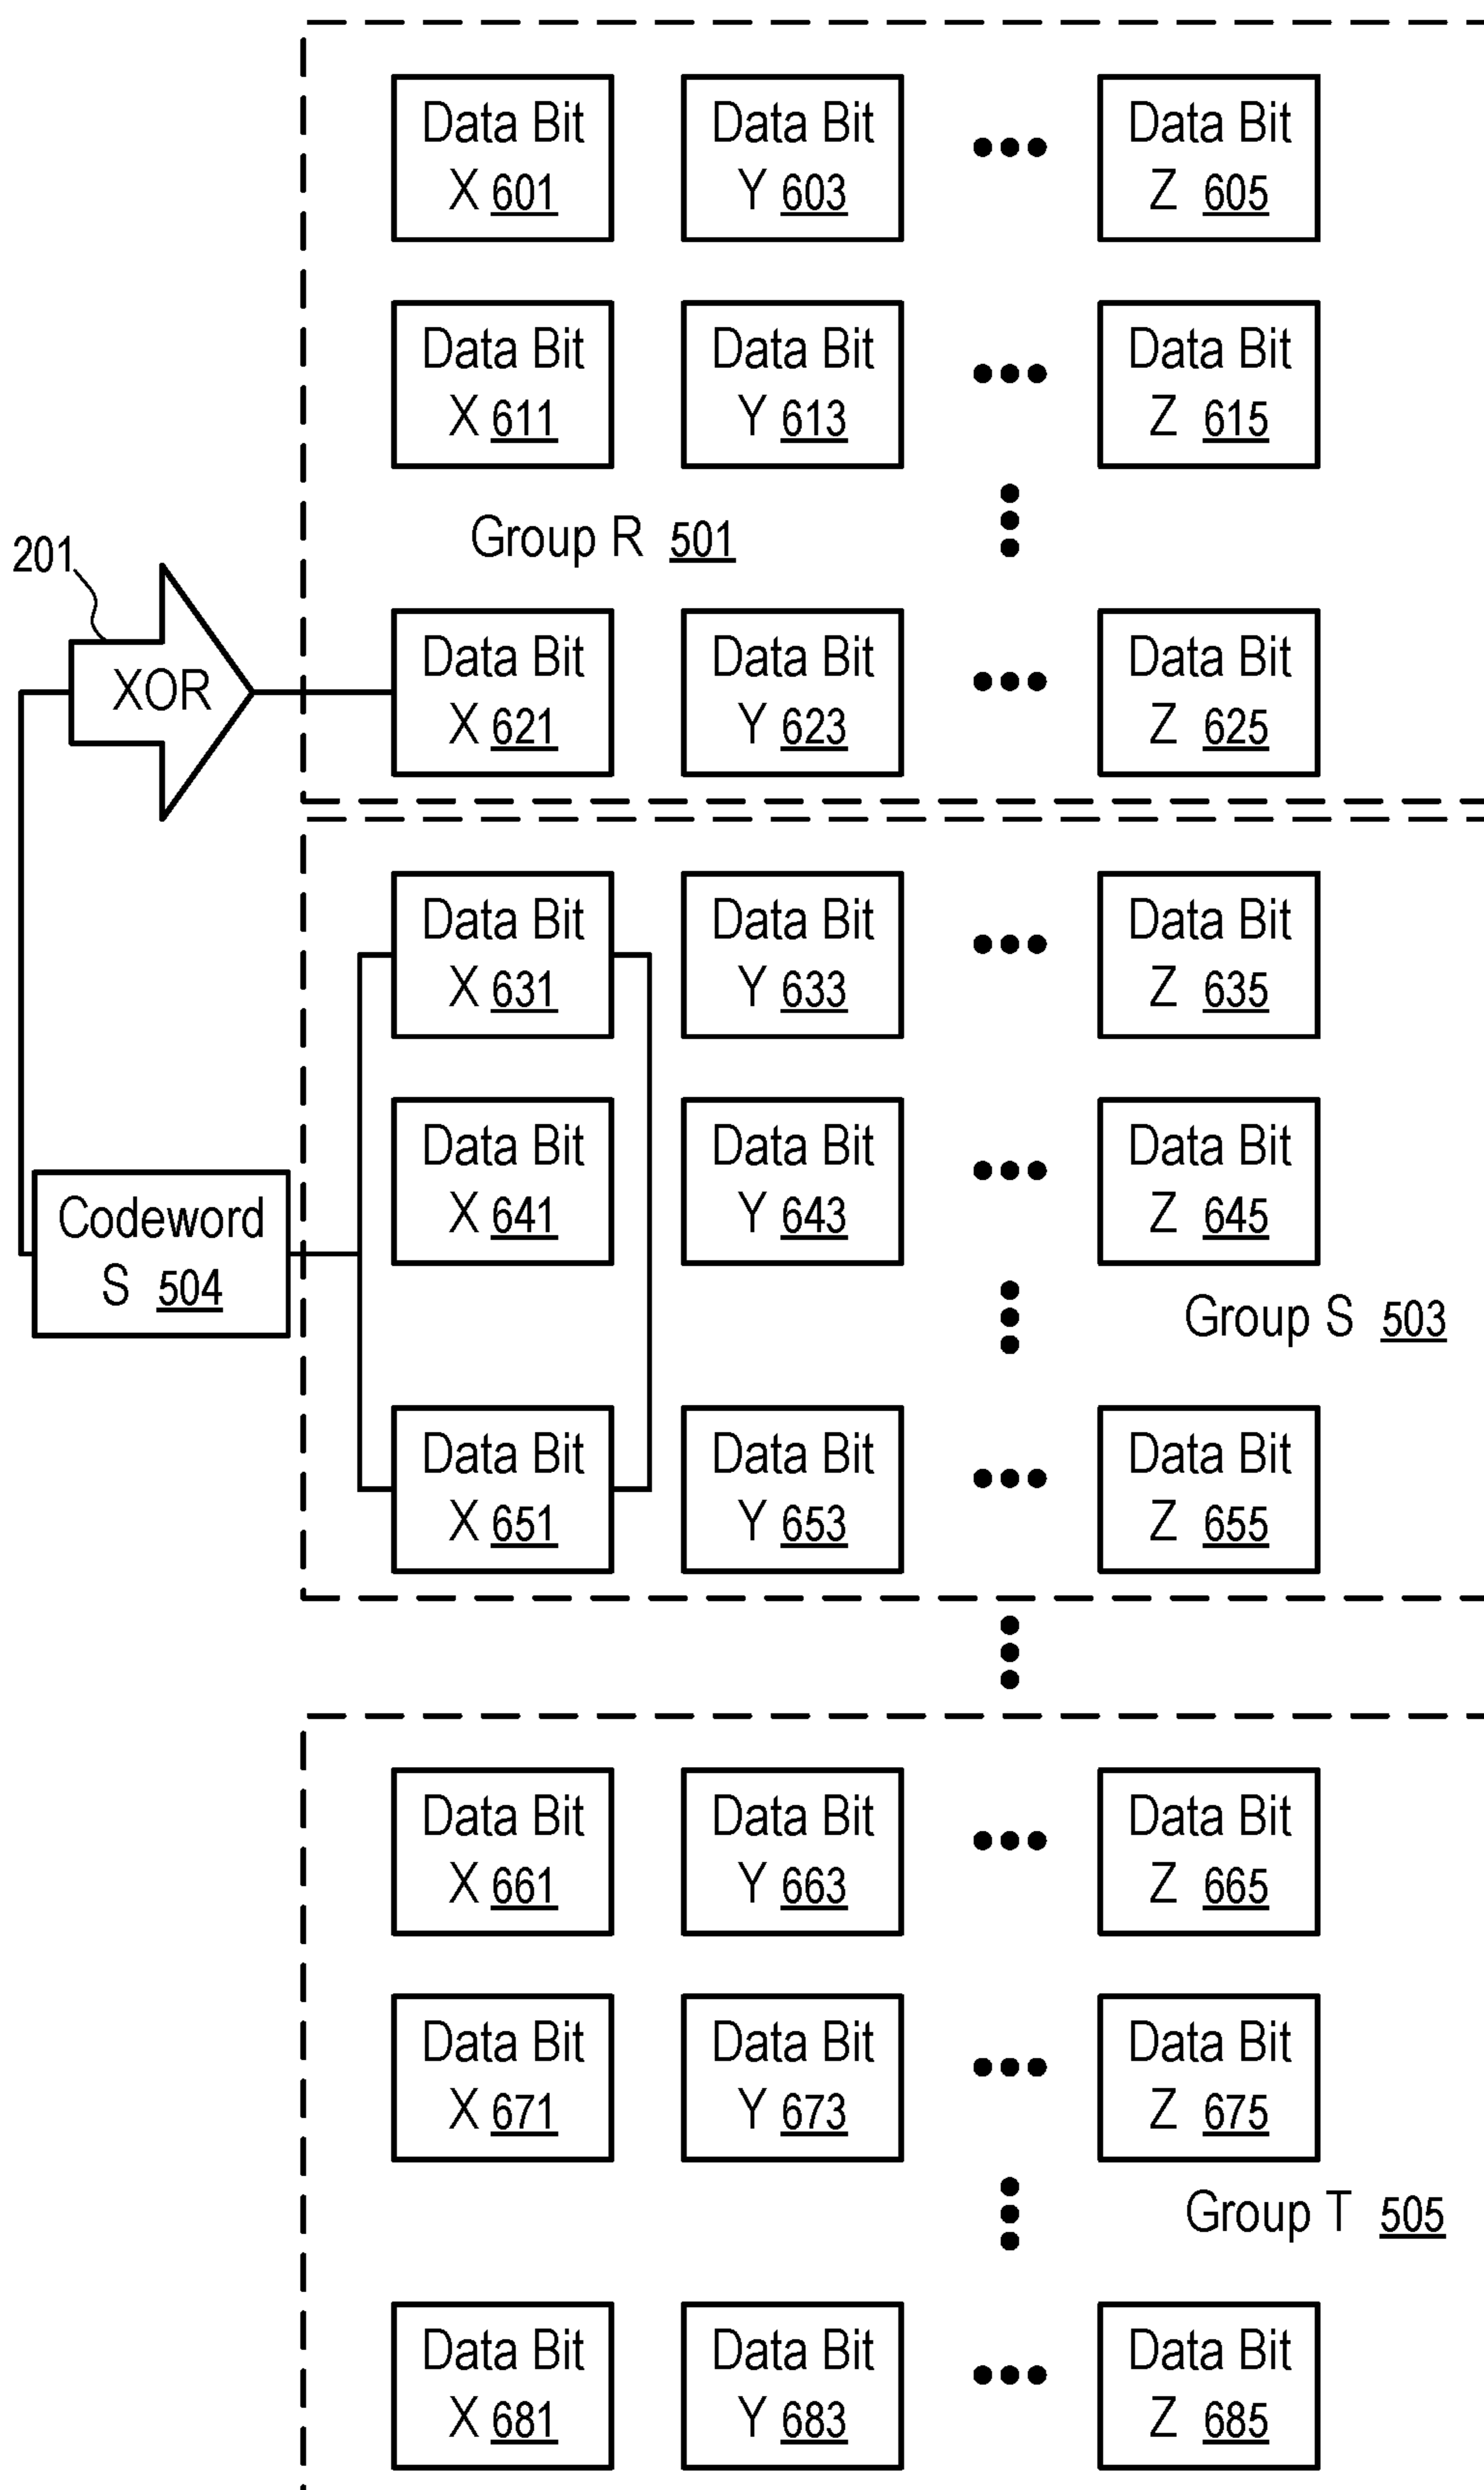 Data Bit X 601
Data Bit Y 603
Data Bit Z 605
Data Bit X 611
Data Bit Y 613
Data Bit Z 615
Group R 501
201
XOR
Data Bit X 621
Data Bit Y 623
Data Bit Z 625
Data Bit X 631
Data Bit Y 633
Data Bit Z 635
Data Bit X 641
Data Bit Y 643
Data Bit Z 645
Codeword S 504
Group S 503
Data Bit X 651
Data Bit Y 653
Data Bit Z 655
Data Bit X 661
Data Bit Y 663
Data Bit Z 665
Data Bit X 671
Data Bit Y 673
Data Bit Z 675
Group T 505
Data Bit X 681
Data Bit Y 683
Data Bit Z 685